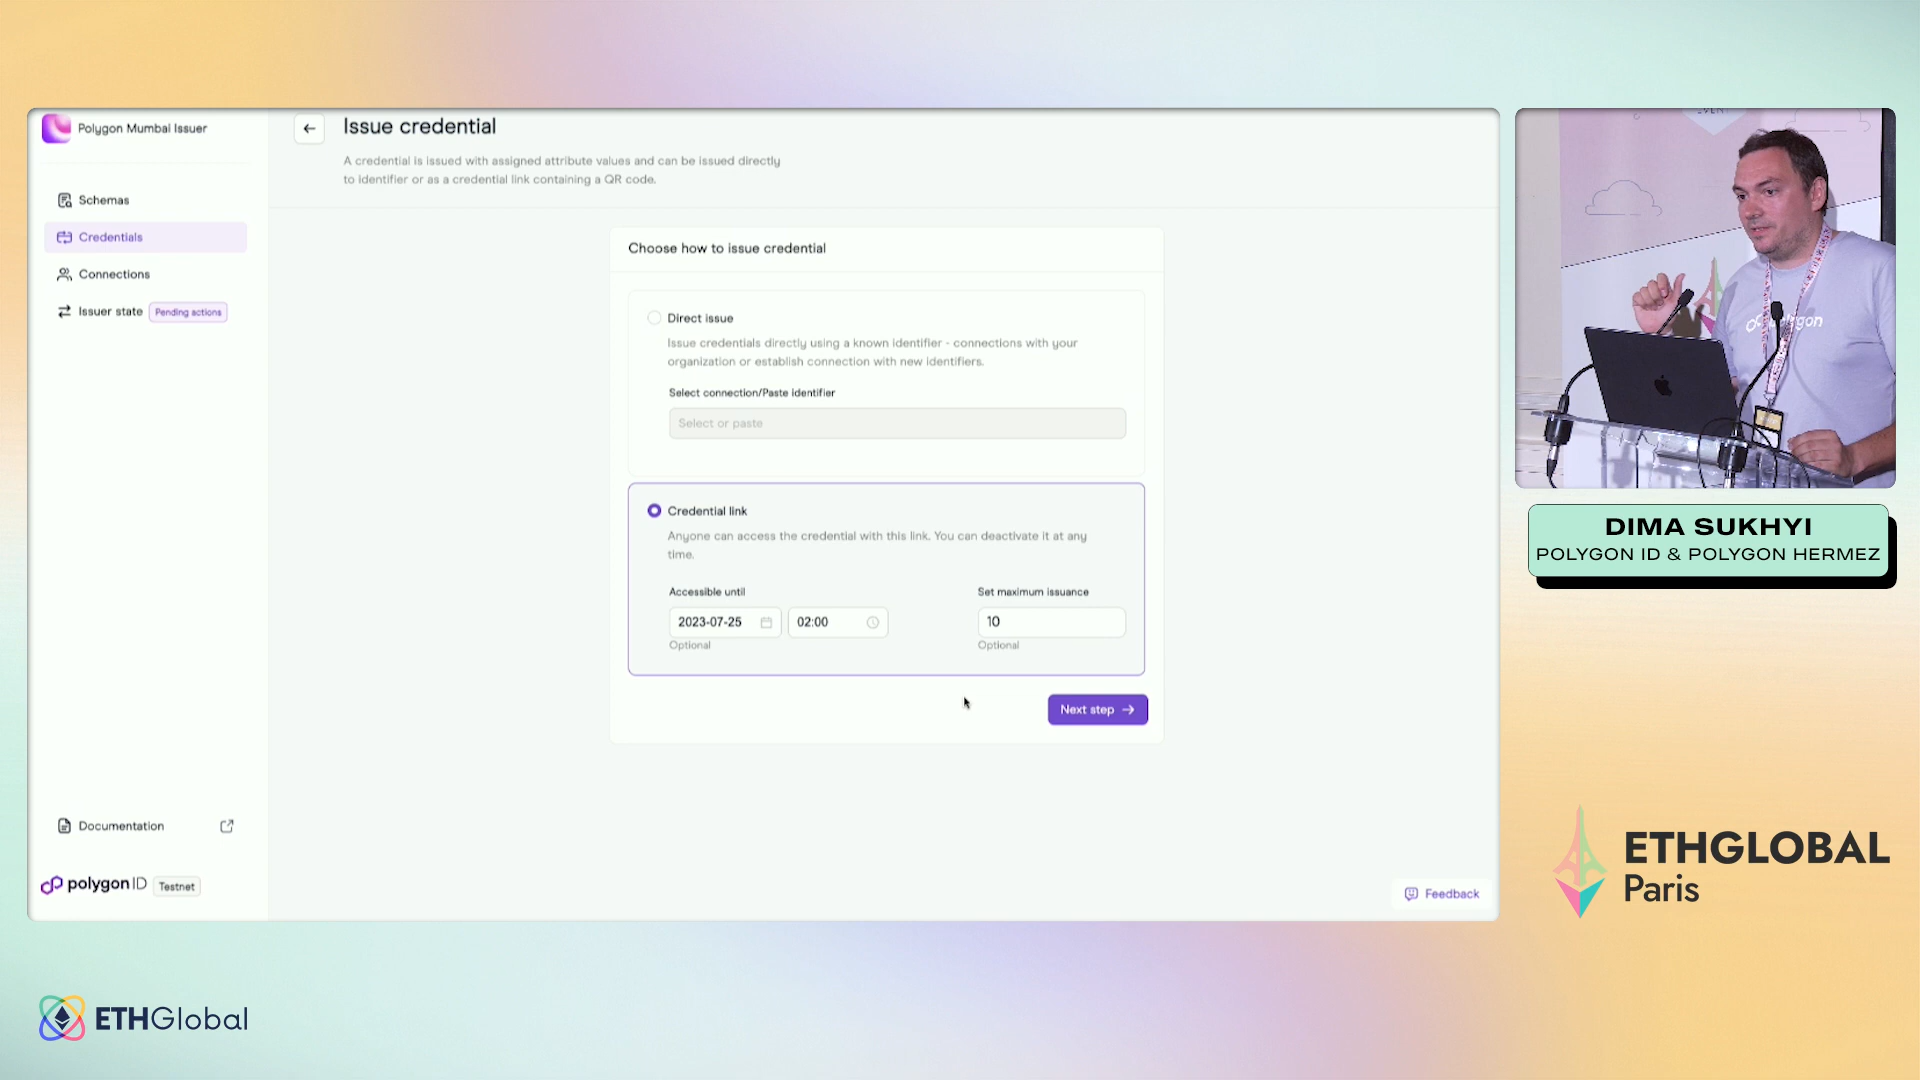 Polygon Mumbai Issuer
Schemas
Credentials
Connections
Issuer state
Pending actions
Documentation
polygon ID
Testnet
Issue credential
A credential is issued with assigned attribute values and can be issued directly
to identifier or as a credential link containing a QR code.
Choose how to issue credential
Direct issue
Issue credentials directly using a known identifier - connections with your
organization or establish connection with new identifiers.
Select connection/Paste identifier
Select or paste
Credential link
Anyone can access the credential with this link. You can deactivate it at any
time.
Accessible until
Set maximum issuance
2023-07-25
02:00
10
Optional
Optional
Next step
Feedback
DIMA SUKHYI
POLYGON ID & POLYGON HERMEZ
ETHGLOBAL
Paris
ETHGlobal